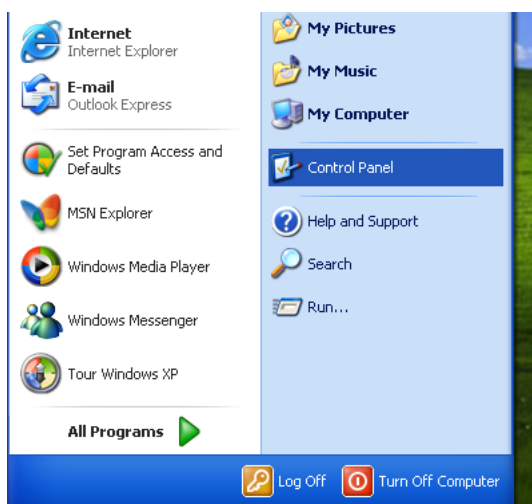 Internet
Internet Explorer
E-mail
Outlook Express
Set Program Access and
Defaults
MSN Explorer
Windows Media Player
Windows Messenger
Tour Windows XP
All Programs
My Pictures
My Music
My Computer
Control Panel
Help and Support
Search
Run...
Log Off
Turn Off Computer